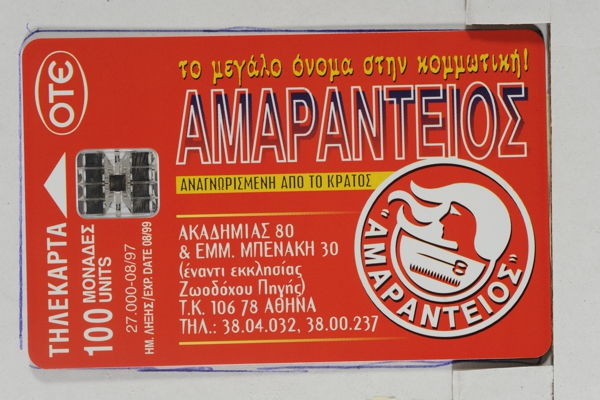 ΟΤΕ
ΤΗΛΕΚΑΡΤΑ
100 ΜΟΝΑΔΕΣ
UNITS
27.000-08/97
ΗΜ. ΛΗΞΗΣ/EXP. DATE 08/99
το μεγάλο όνομα στην κομμωτική!
ΑΜΑΡΑΝΤΕΙΟΣ
ΑΝΑΓΝΩΡΙΣΜΕΝΗ ΑΠΟ ΤΟ ΚΡΑΤΟΣ
ΑΚΑΔΗΜΙΑΣ 80
& ΕΜΜ. ΜΠΕΝΑΚΗ 30
(έναντι εκκλησίας
Ζωοδόχου Πηγής)
Τ.Κ. 106 78 ΑΘΗΝΑ
ΤΗΛ.: 38.04.032, 38.00.237
"ΑΜΑΡΑΝΤΕΙΟΣ"